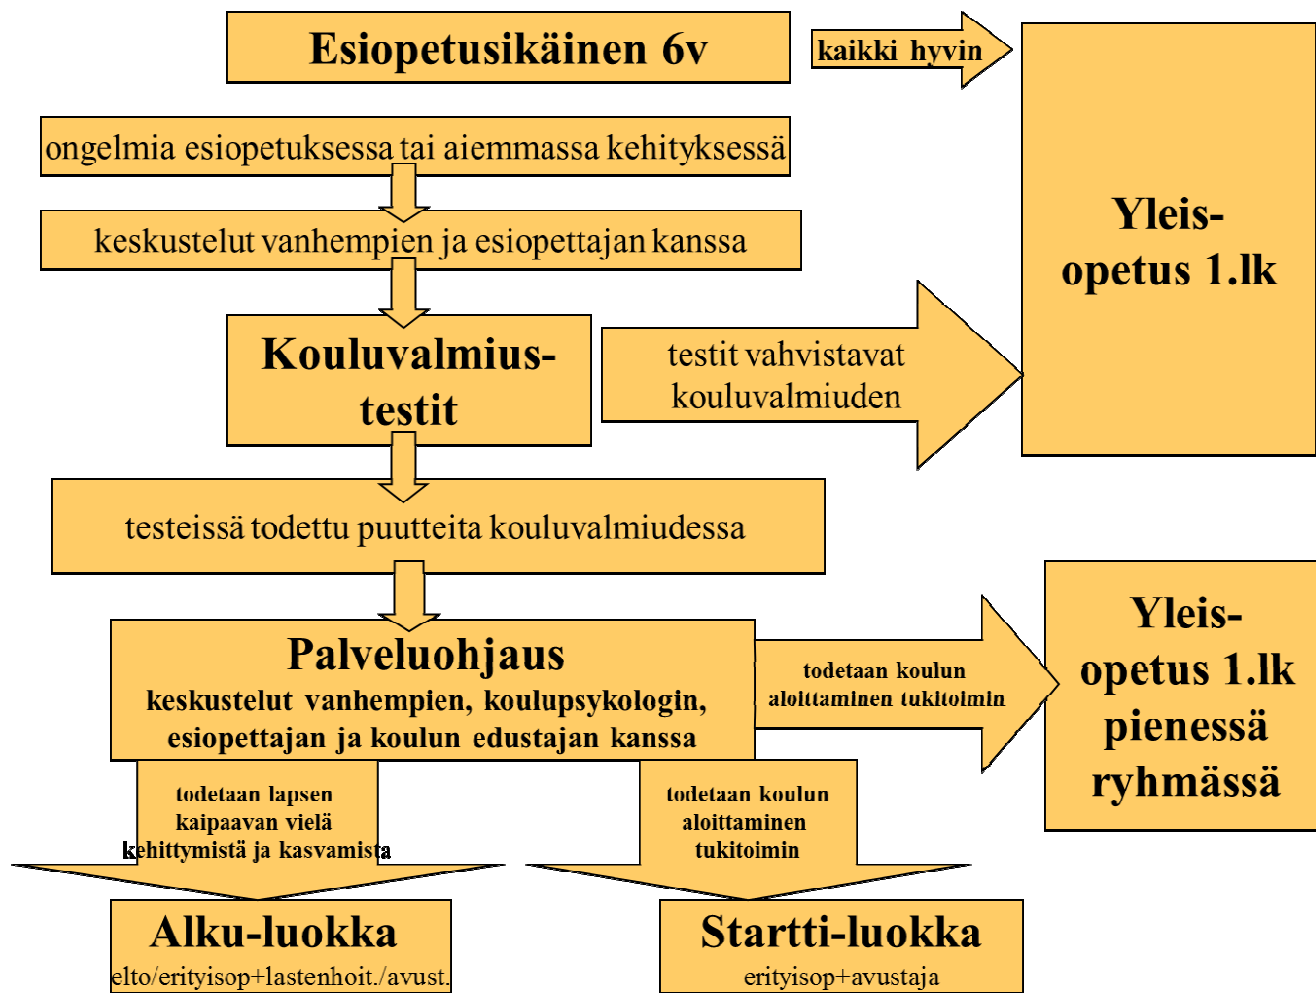 Esiopetusikäinen 6v
kaikki hyvin
ongelmia esiopetuksessa tai aiemmassa kehityksessä
keskustelut vanhempien ja esiopettajan kanssa
Yleis-
opetus 1.lk
Kouluvalmius-
testit
testit vahvistavat
kouluvalmiuden
testeissä todettu puutteita kouluvalmiudessa
Palveluohjaus
keskustelut vanhempien, koulupsykologin,
esiopettajan ja koulun edustajan kanssa
todetaan koulun
aloittaminen tukitoimin
Yleis-
opetus 1.lk
pienessä
ryhmässä
todetaan lapsen
kaipaavan vielä
kehittymistä ja kasvamista
todetaan koulun
aloittaminen
tukitoimin
Alku-luokka
elto/erityisop+lastenhoit./avust.
Startti-luokka
erityisop+avustaja